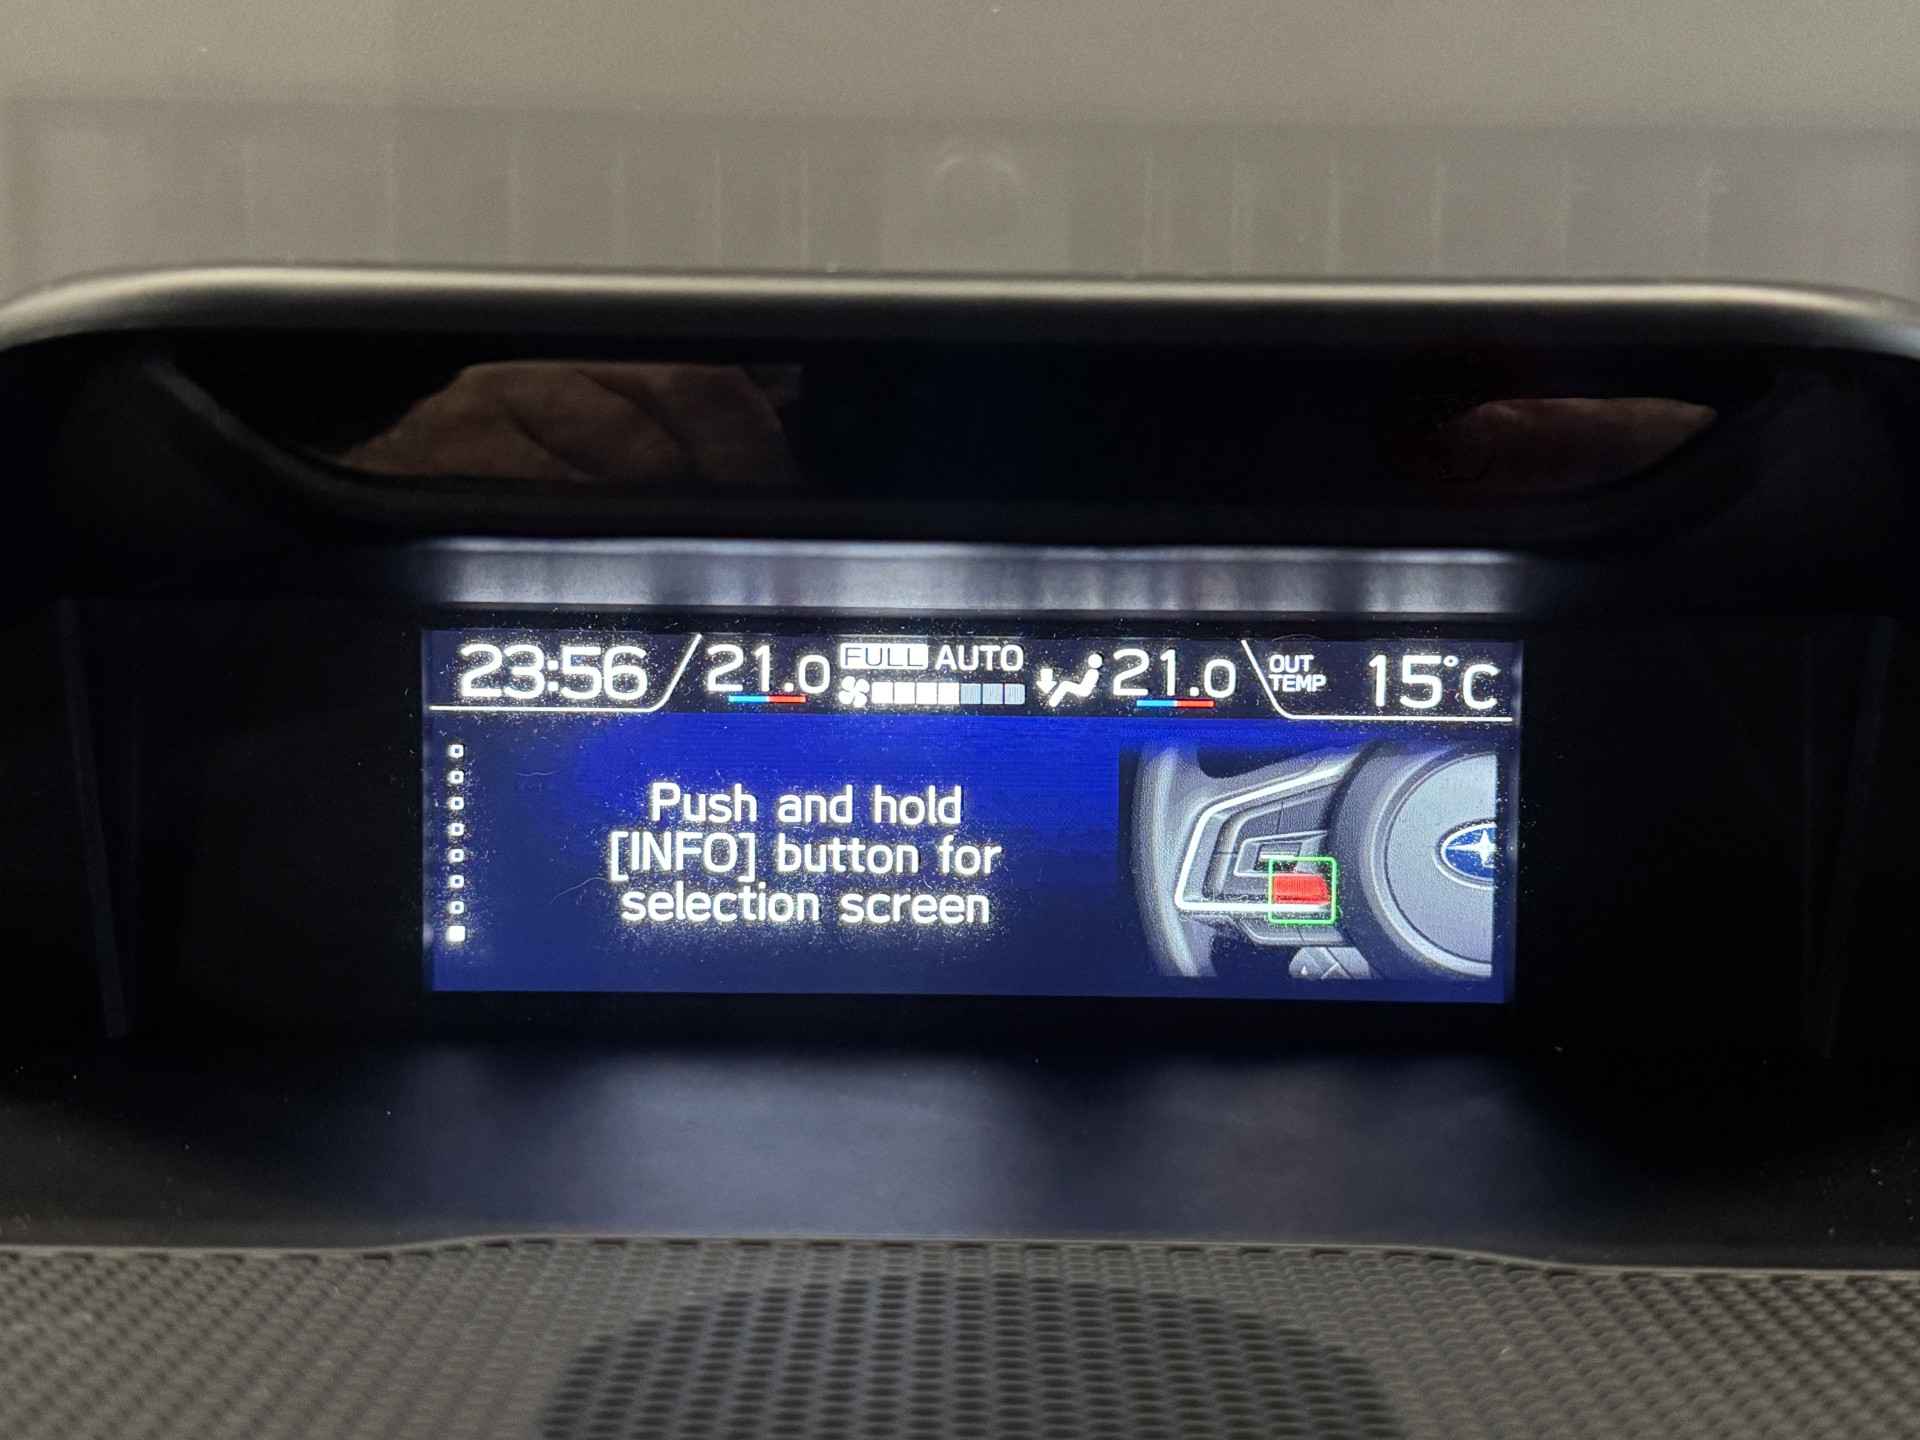 23:56 21.0 FULL AUTO 21.0 OUT TEMP 15°C
Push and hold
[INFO] button for
selection screen